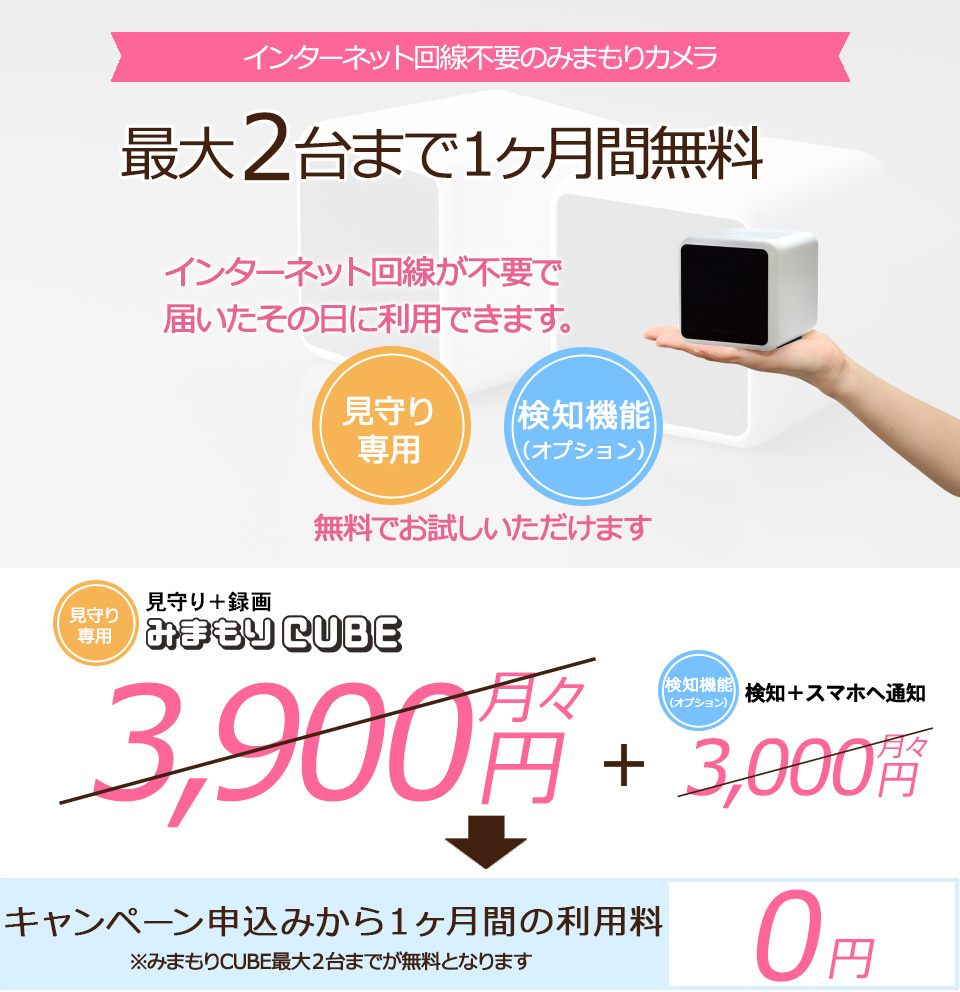 インターネット回線不要のみまもりカメラ
最大2台まで1ヶ月間無料
インターネット回線が不要で
届いたその日に利用できます。
見守り
専用
検知機能
（オプション）
無料でお試しいただけます
見守り
専用
見守り＋録画
みまもりCUBE
3,900月々円
+
検知機能
（オプション）
検知＋スマホへ通知
3,000月々円
キャンペーン申込みから1ヶ月間の利用料
0円
※みまもりCUBE最大２台までが無料となります